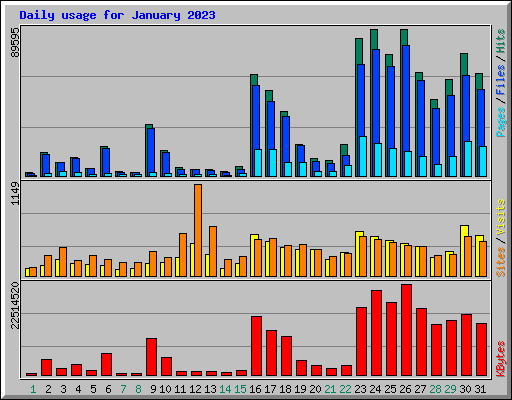 Daily usage for January 2023
89595
Pages / Files / Hits
1149
Sites / Visits
22514520
KBytes
1 2 3 4 5 6 7 8 9 10 11 12 13 14 15 16 17 18 19 20 21 22 23 24 25 26 27 28 29 30 31